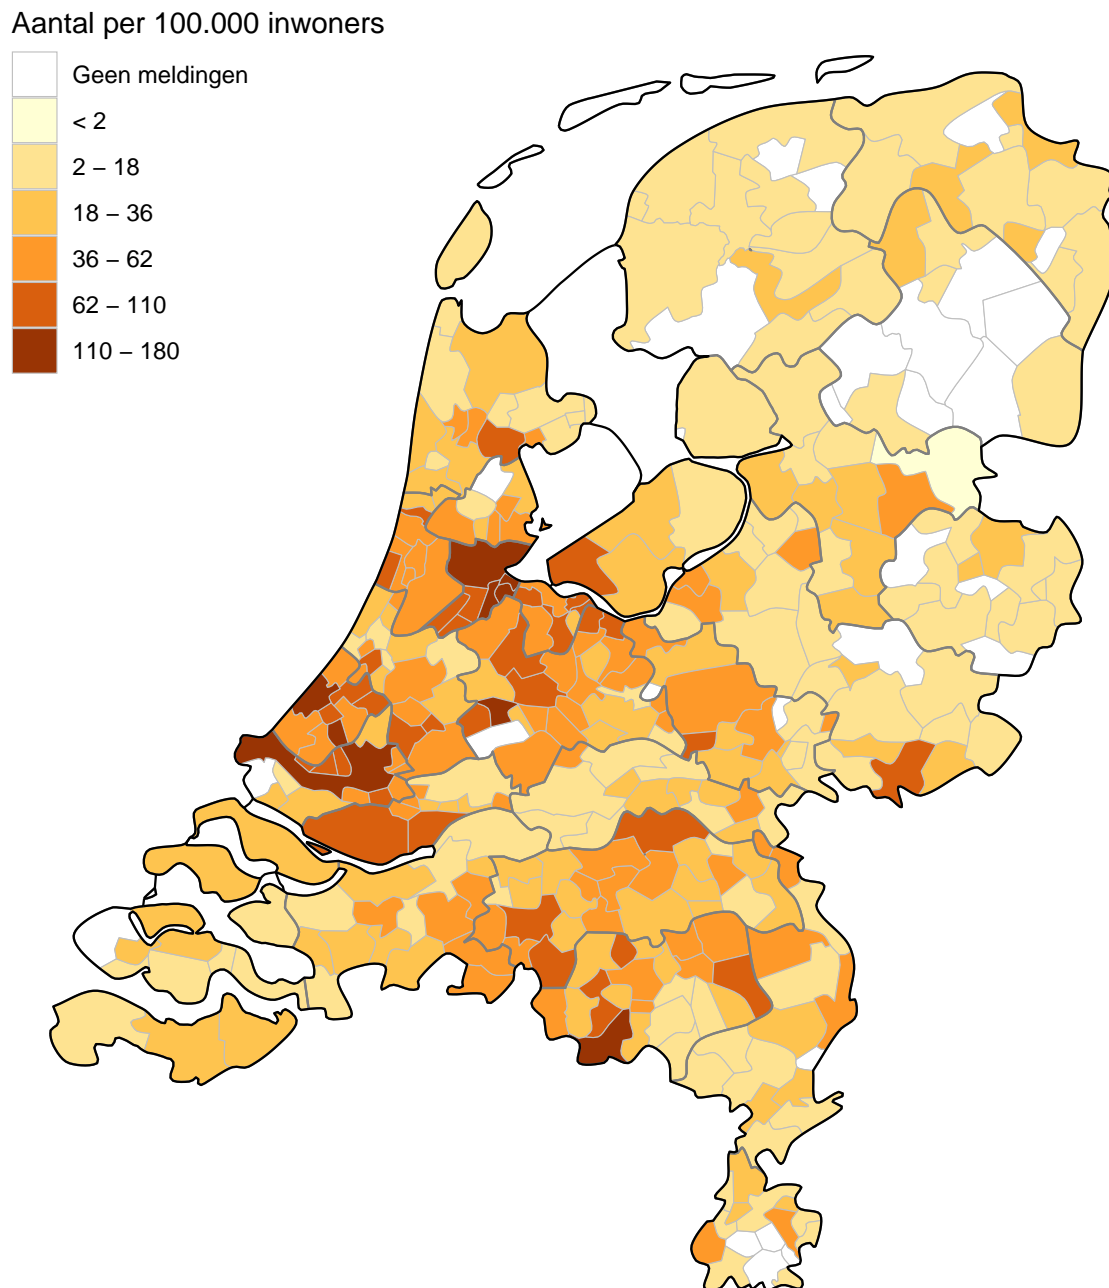 Aantal per 100.000 inwoners
Geen meldingen
< 2
2 – 18
18 – 36
36 – 62
62 – 110
110 – 180